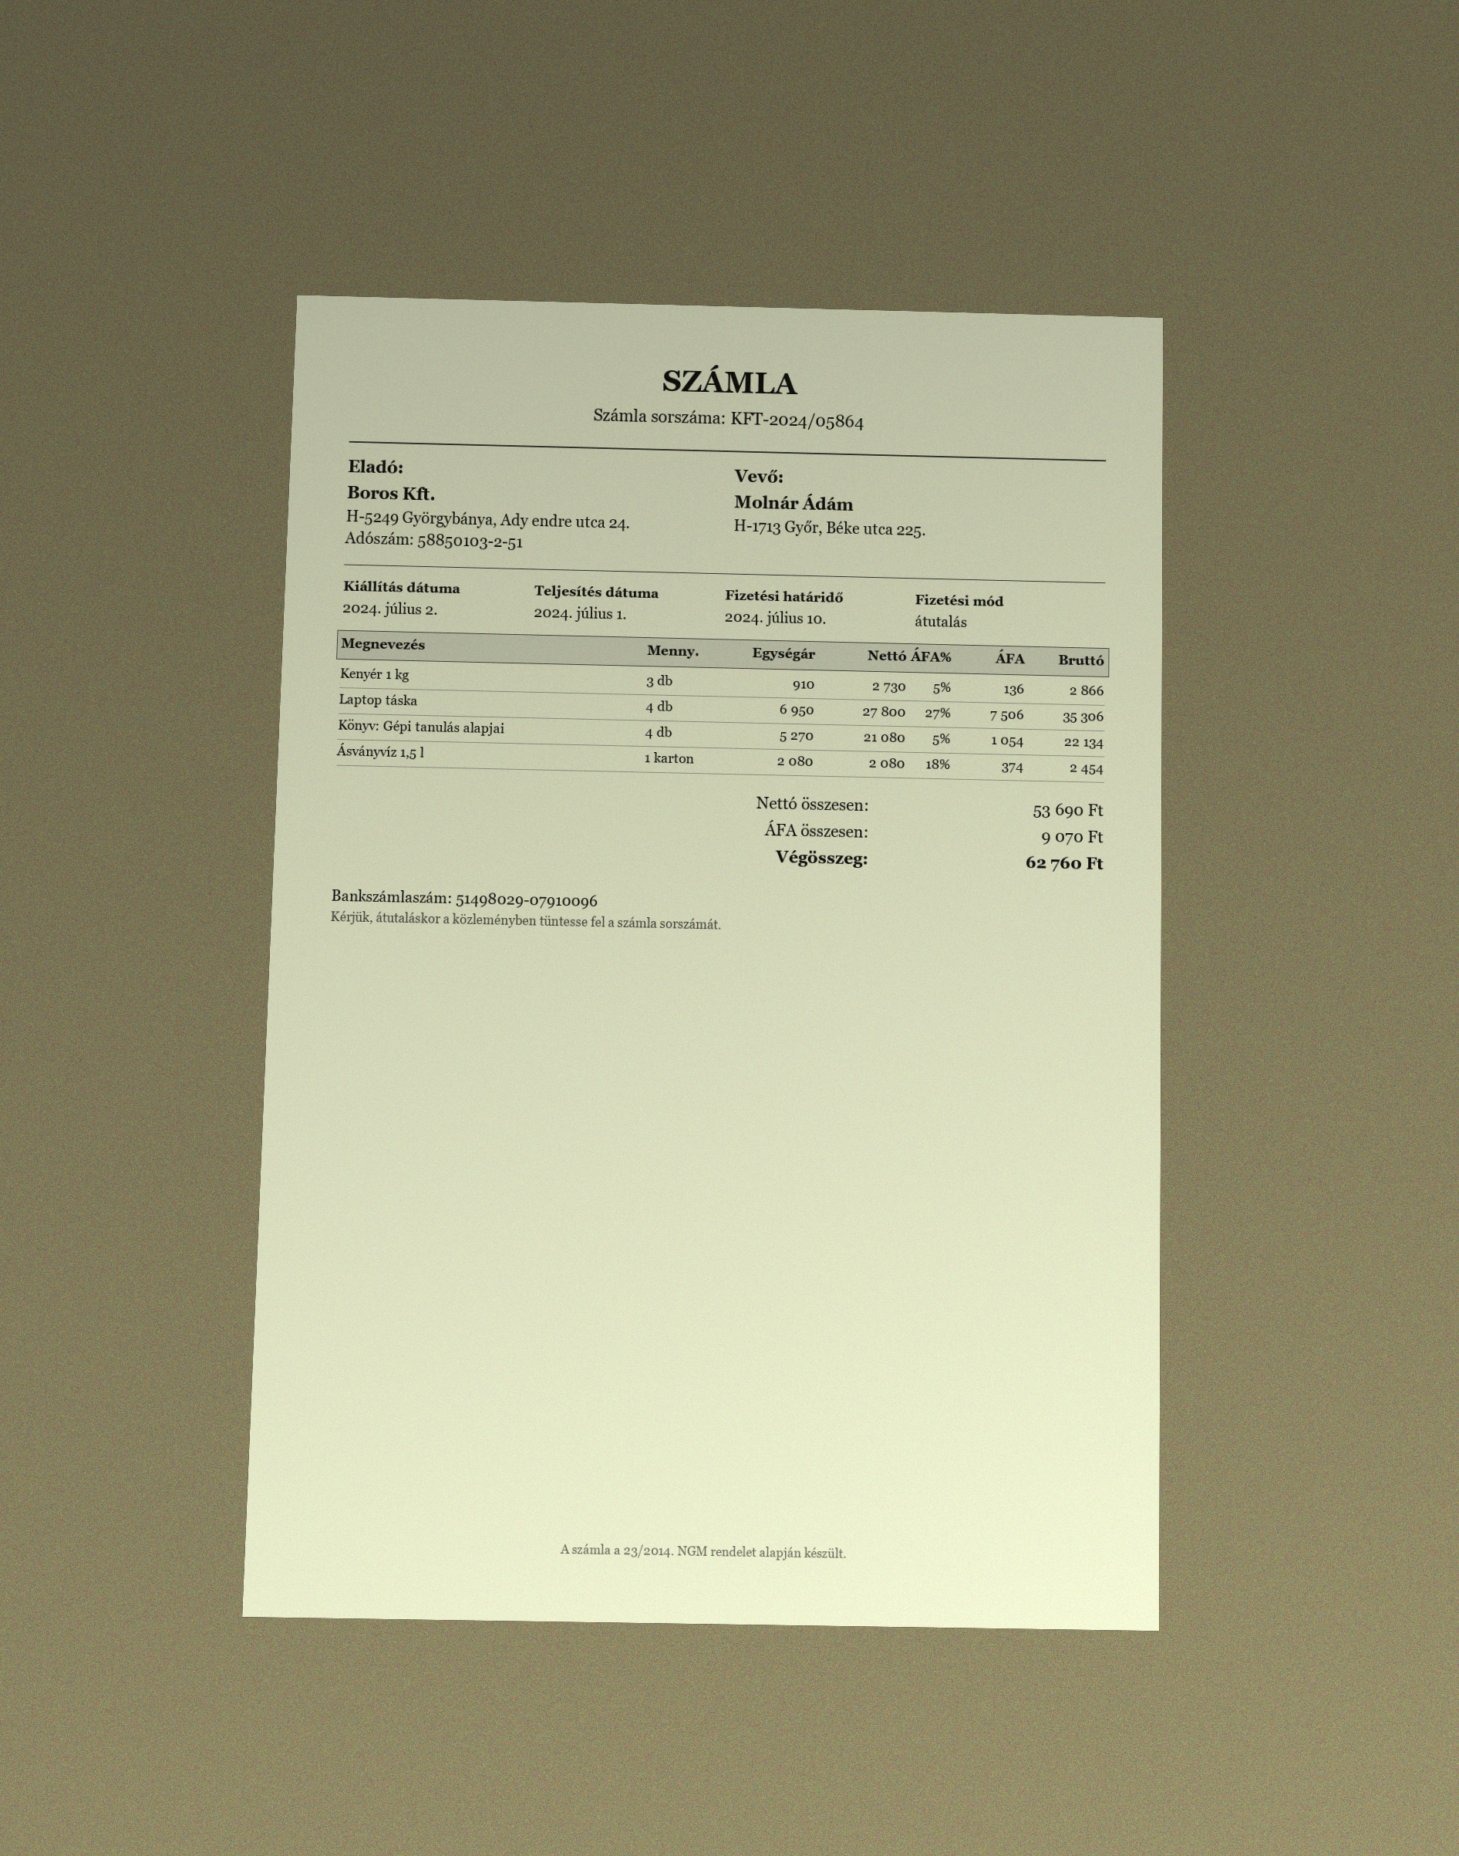 SZÁMLA
Számla sorszáma: KFT-2024/05864
Eladó:
Boros Kft.
H-5249 Györgybánya, Ady endre utca 24.
Adószám: 58850103-2-51
Vevő:
Molnár Ádám
H-1713 Győr, Béke utca 225.
Kiállítás dátuma Teljesítés dátuma Fizetési határidő Fizetési mód
2024. július 2. 2024. július 1. 2024. július 10. átutalás
Megnevezés Menny. Egységár Nettó ÁFA% ÁFA Bruttó
Kenyér 1 kg 3 db 910 2 730 5% 136 2 866
Laptop táska 4 db 6 950 27 800 27% 7 506 35 306
Könyv: Gépi tanulás alapjai 4 db 5 270 21 080 5% 1 054 22 134
Ásványvíz 1,5 l 1 karton 2 080 2 080 18% 374 2 454
Nettó összesen: 53 690 Ft
ÁFA összesen: 9 070 Ft
Végösszeg: 62 760 Ft
Bankszámlaszám: 51498029-07910096
Kérjük, átutaláskor a közleményben tüntesse fel a számla sorszámát.
A számla a 23/2014. NGM rendelet alapján készült.